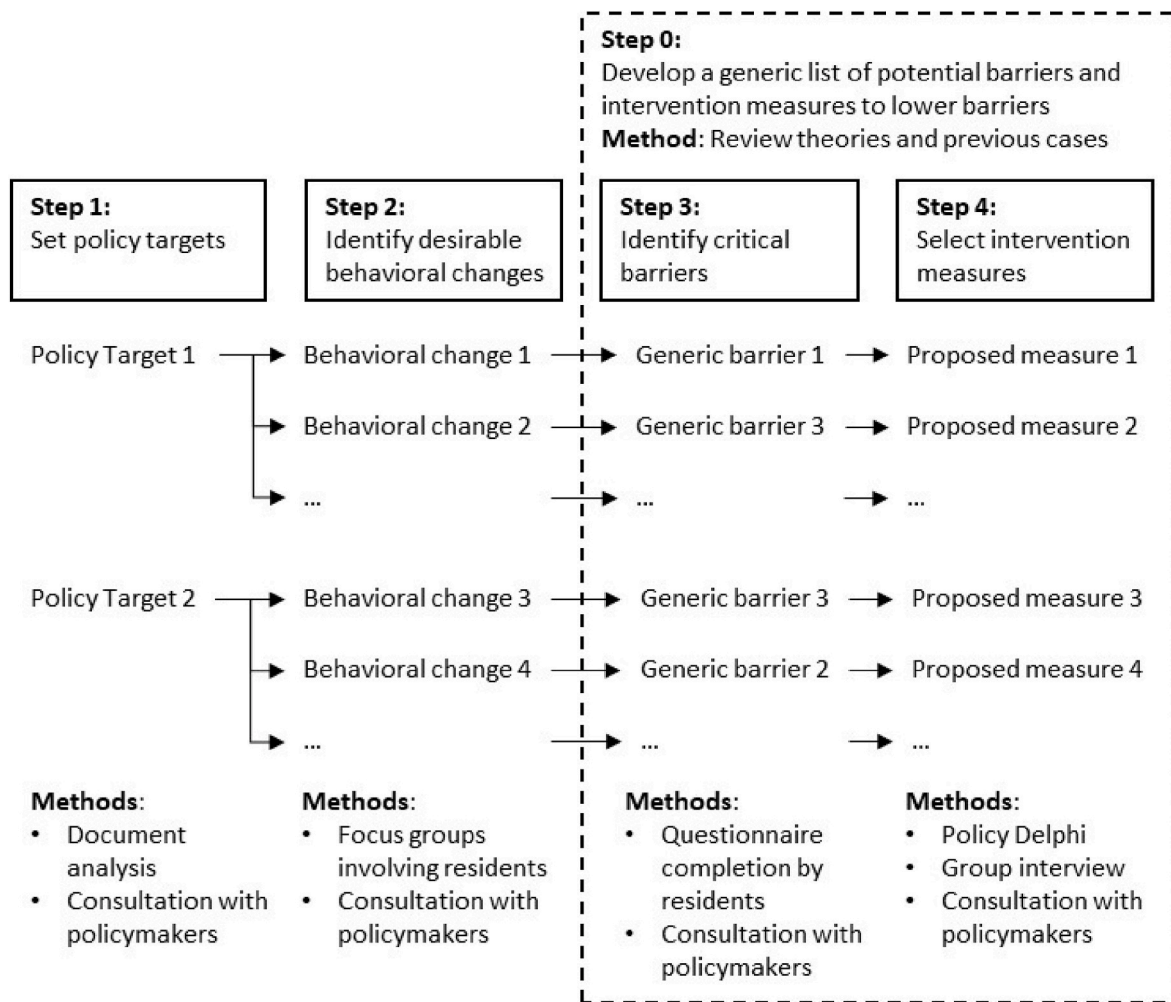 Step 0:
Develop a generic list of potential barriers and
intervention measures to lower barriers
Method: Review theories and previous cases
Step 1:
Set policy targets
Step 2:
Identify desirable
behavioral changes
Step 3:
Identify critical
barriers
Step 4:
Select intervention
measures
Policy Target 1
Behavioral change 1
Generic barrier 1
Proposed measure 1
Behavioral change 2
Generic barrier 3
Proposed measure 2
...
...
...
Policy Target 2
Behavioral change 3
Generic barrier 3
Proposed measure 3
Behavioral change 4
Generic barrier 2
Proposed measure 4
...
...
...
Methods:
• Document
analysis
• Consultation with
policymakers
Methods:
• Focus groups
involving residents
• Consultation with
policymakers
Methods:
• Questionnaire
completion by
residents
• Consultation with
policymakers
Methods:
• Policy Delphi
• Group interview
• Consultation with
policymakers